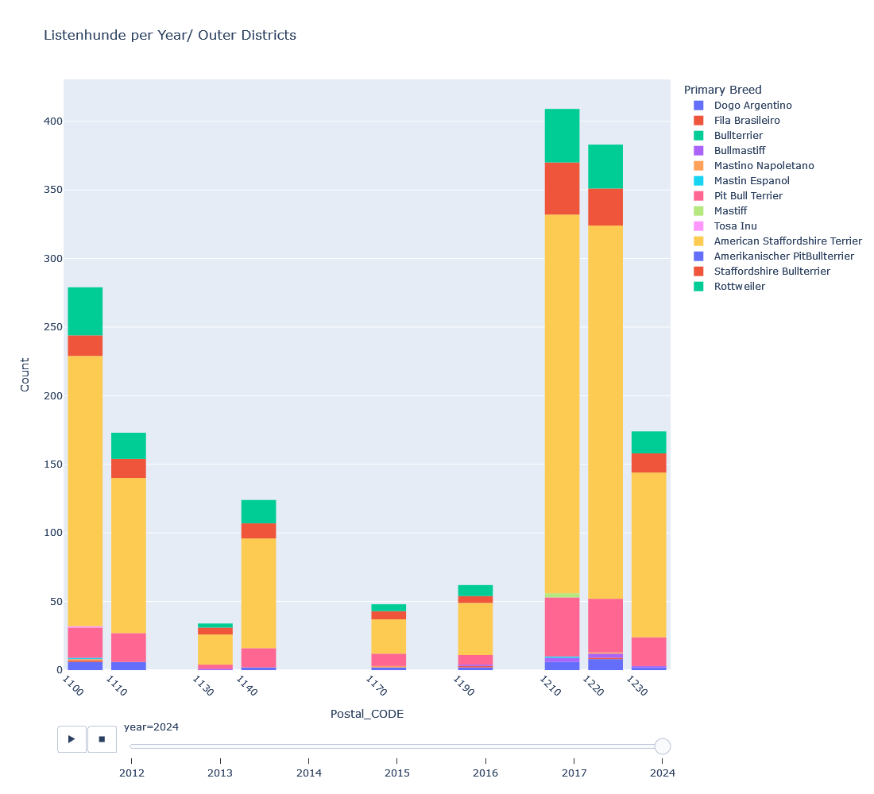 Listenhunde per Year/ Outer Districts
Primary Breed
Dogo Argentino
Fila Brasileiro
Bullterrier
Bullmastiff
Mastino Napoletano
Mastin Espanol
Pit Bull Terrier
Mastiff
Tosa Inu
American Staffordshire Terrier
Amerikanischer PitBullterrier
Staffordshire Bullterrier
Rottweiler
400
350
300
250
200
150
100
50
0
Count
1100 1110 1130 1140 1170 1190 1210 1220 1230
Postal_CODE
year=2024
2012 2013 2014 2015 2016 2017 2024